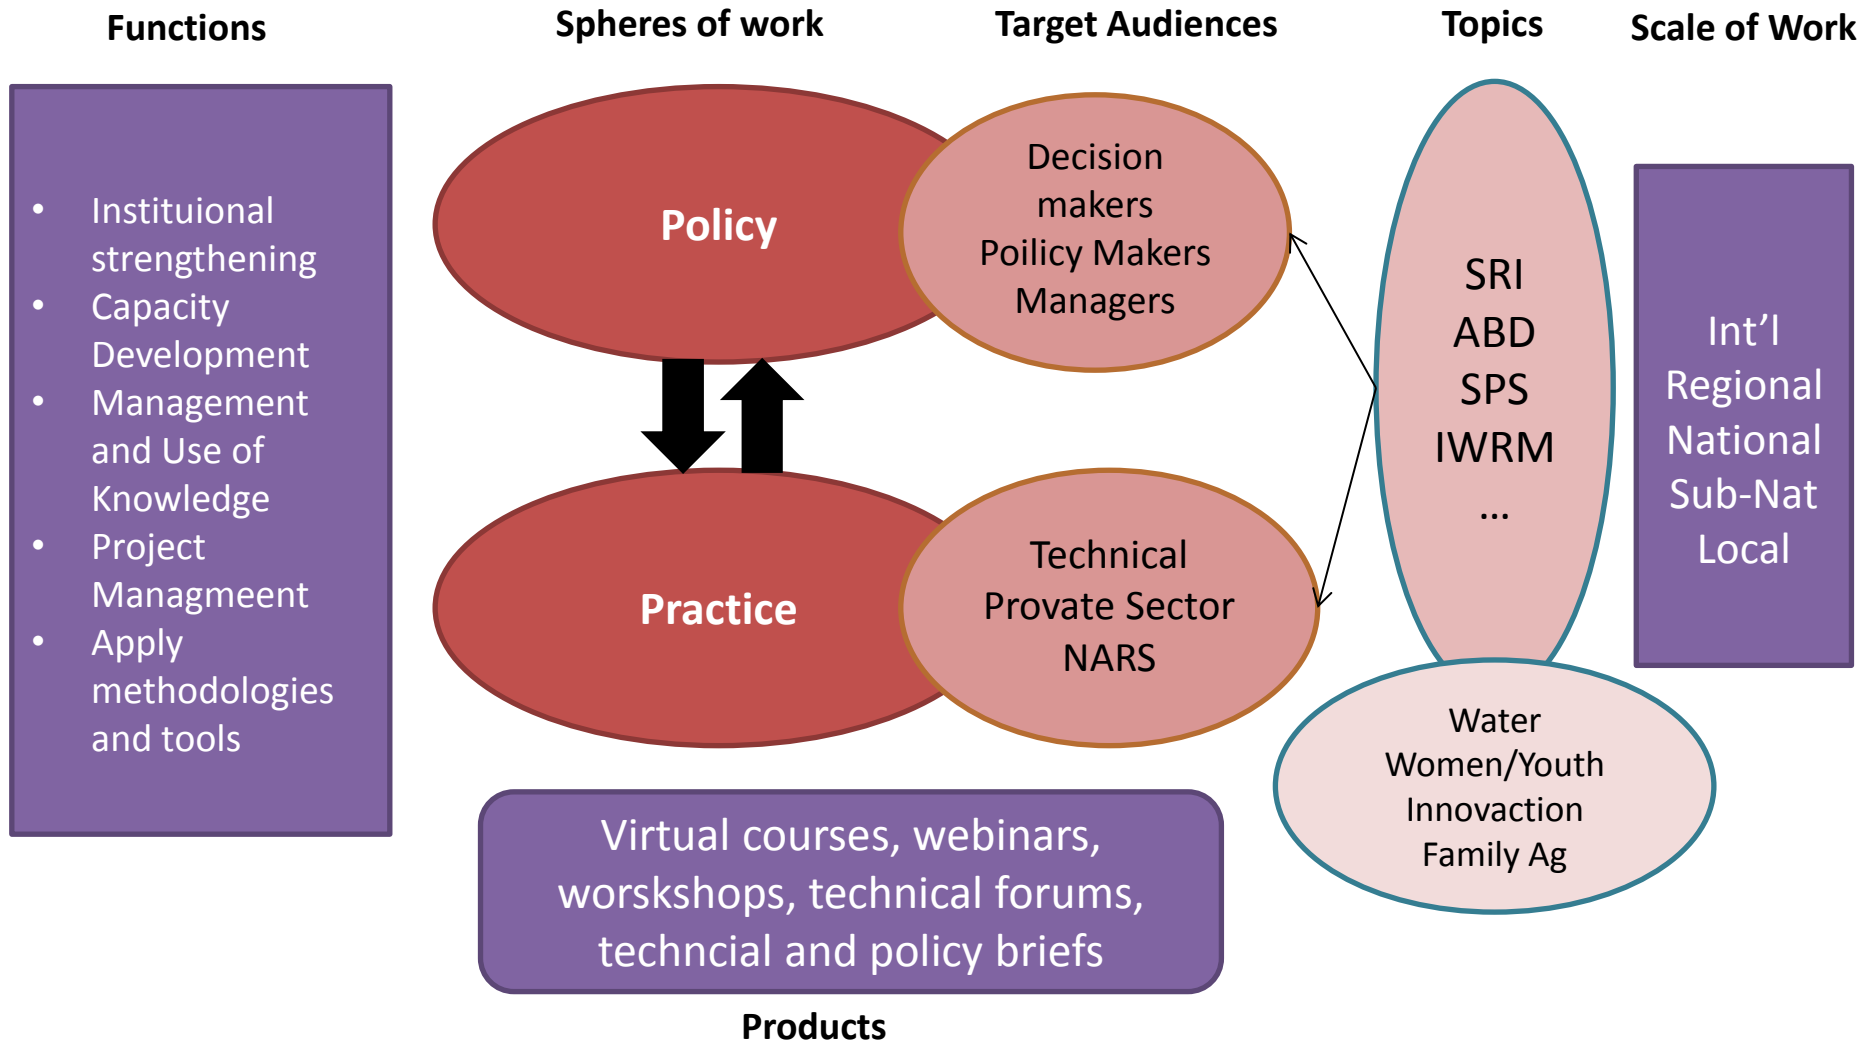 Functions
Spheres of work
Target Audiences
Topics
Scale of Work
• Instituional
strengthening
• Capacity
Development
• Management
and Use of
Knowledge
• Project
Managmeent
• Apply
methodologies
and tools
Policy
Practice
Decision
makers
Poilicy Makers
Managers
Technical
Provate Sector
NARS
SRI
ABD
SPS
IWRM
...
Water
Women/Youth
Innovaction
Family Ag
Int’l
Regional
National
Sub-Nat
Local
Virtual courses, webinars,
worskshops, technical forums,
techncial and policy briefs
Products